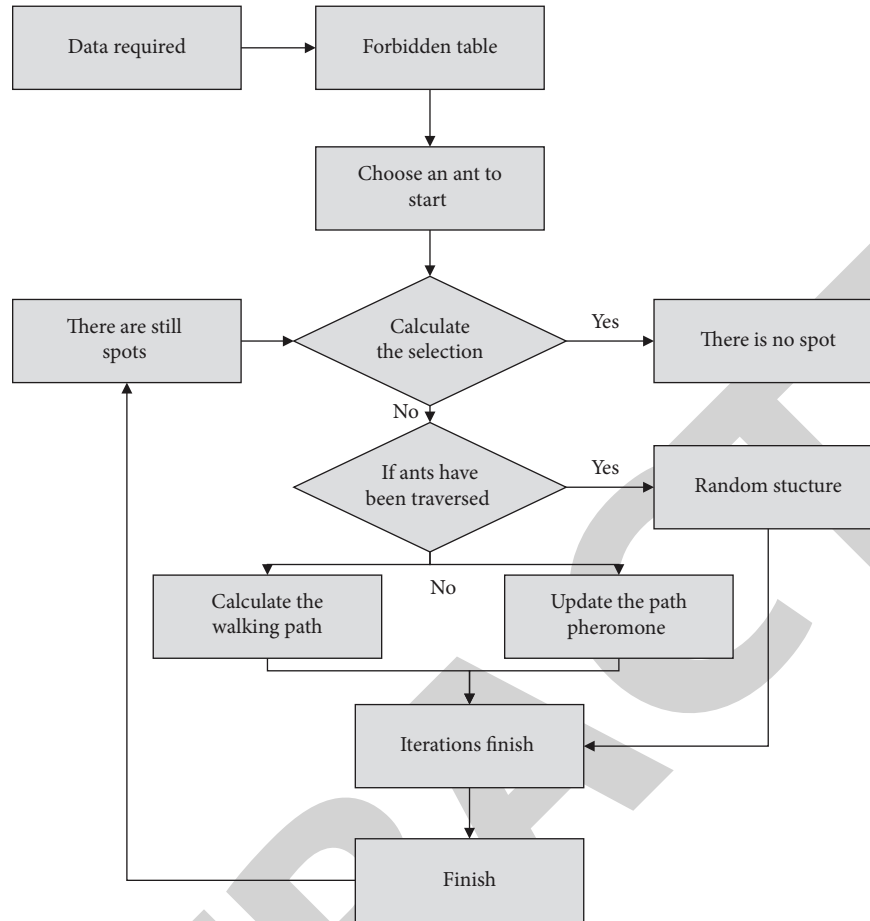 Data required
Forbidden table
Choose an ant to
start
There are still
spots
Calculate
the selection
Yes
There is no spot
No
If ants have
been traversed
Yes
Random stucture
No
Calculate the
walking path
Update the path
pheromone
Iterations finish
Finish